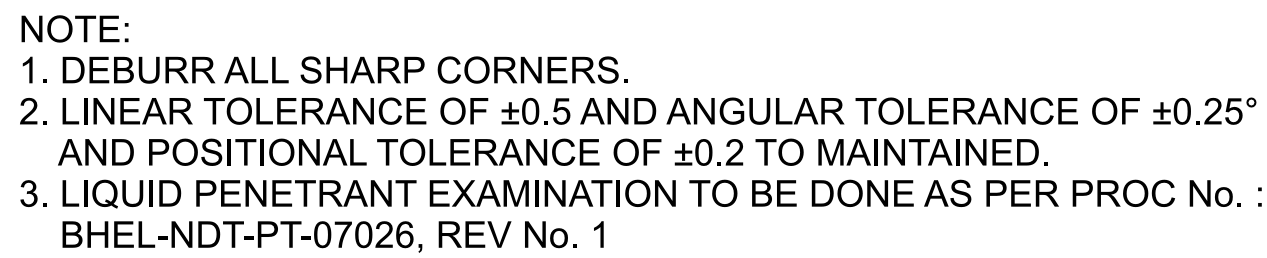 NOTE:
1. DEBURR ALL SHARP CORNERS.
2. LINEAR TOLERANCE OF ±0.5 AND ANGULAR TOLERANCE OF ±0.25°
AND POSITIONAL TOLERANCE OF ±0.2 TO MAINTAINED.
3. LIQUID PENETRANT EXAMINATION TO BE DONE AS PER PROC No. :
BHEL-NDT-PT-07026, REV No. 1